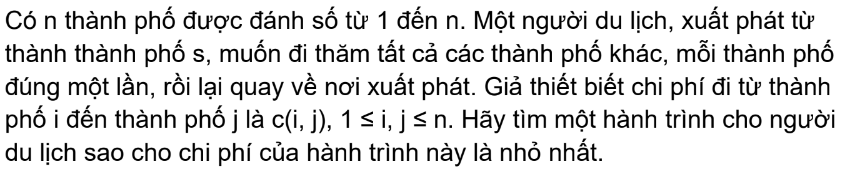 Có n thành phố được đánh số từ 1 đến n. Một người du lịch, xuất phát từ
thành thành phố s, muốn đi thăm tất cả các thành phố khác, mỗi thành phố
đúng một lần, rồi lại quay về nơi xuất phát. Giả thiết biết chi phí đi từ thành
phố i đến thành phố j là c(i, j), 1 ≤ i, j ≤ n. Hãy tìm một hành trình cho người
du lịch sao cho chi phí của hành trình này là nhỏ nhất.